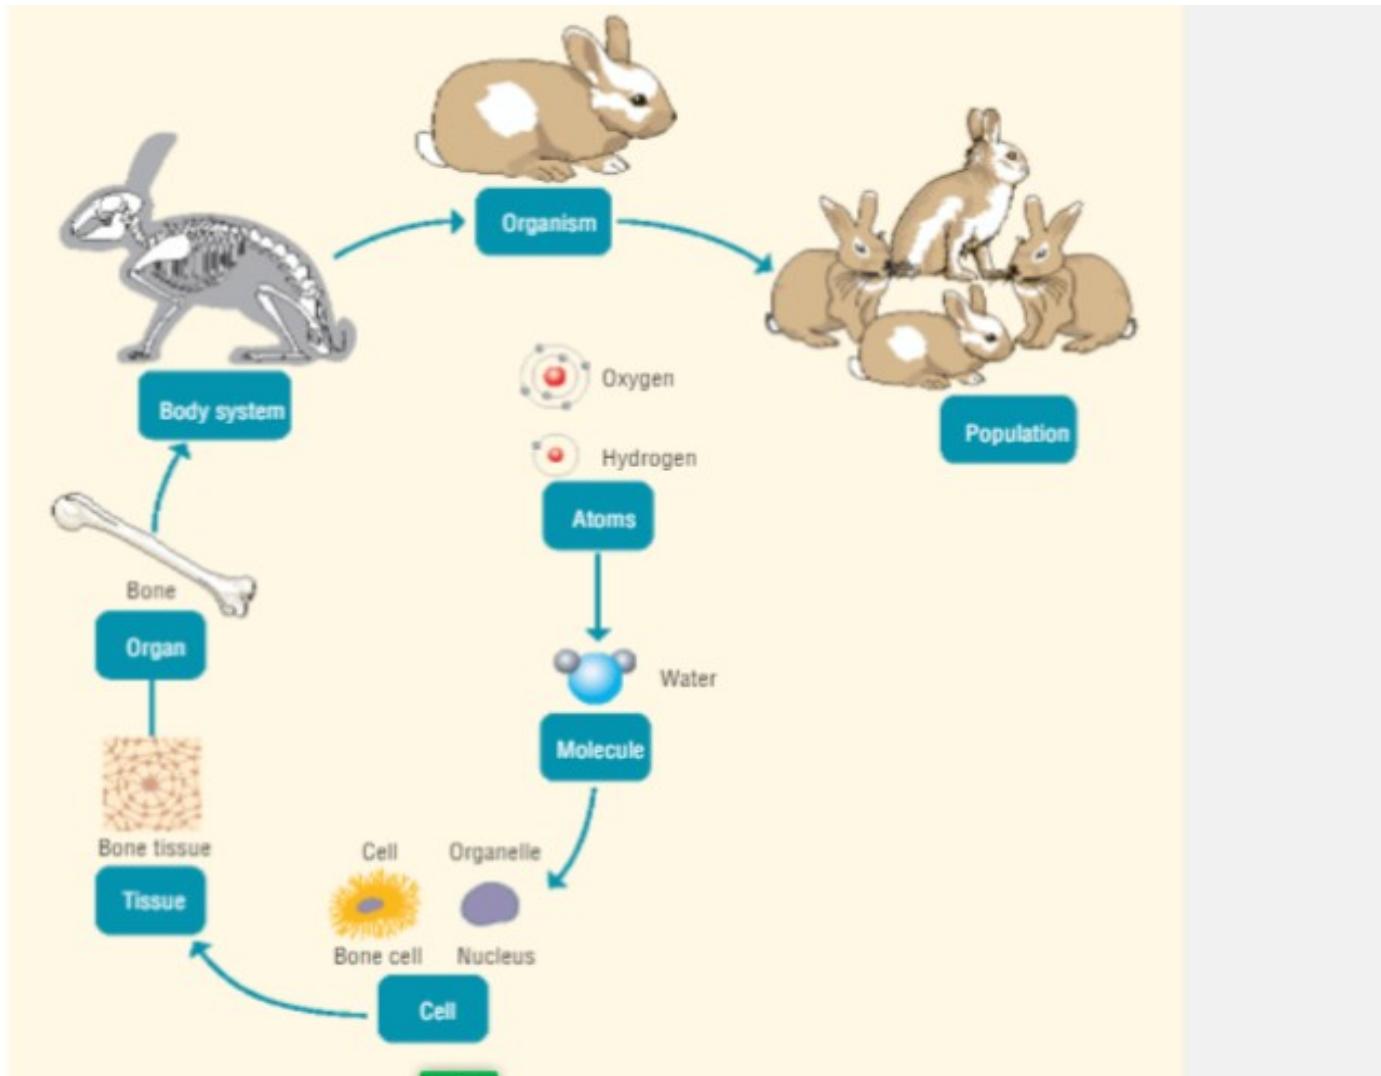 Organism
Oxygen
Hydrogen
Atoms
Body system
Population
Bone
Organ
Water
Molecule
Bone tissue
Tissue
Cell
Organelle
Bone cell
Nucleus
Cell